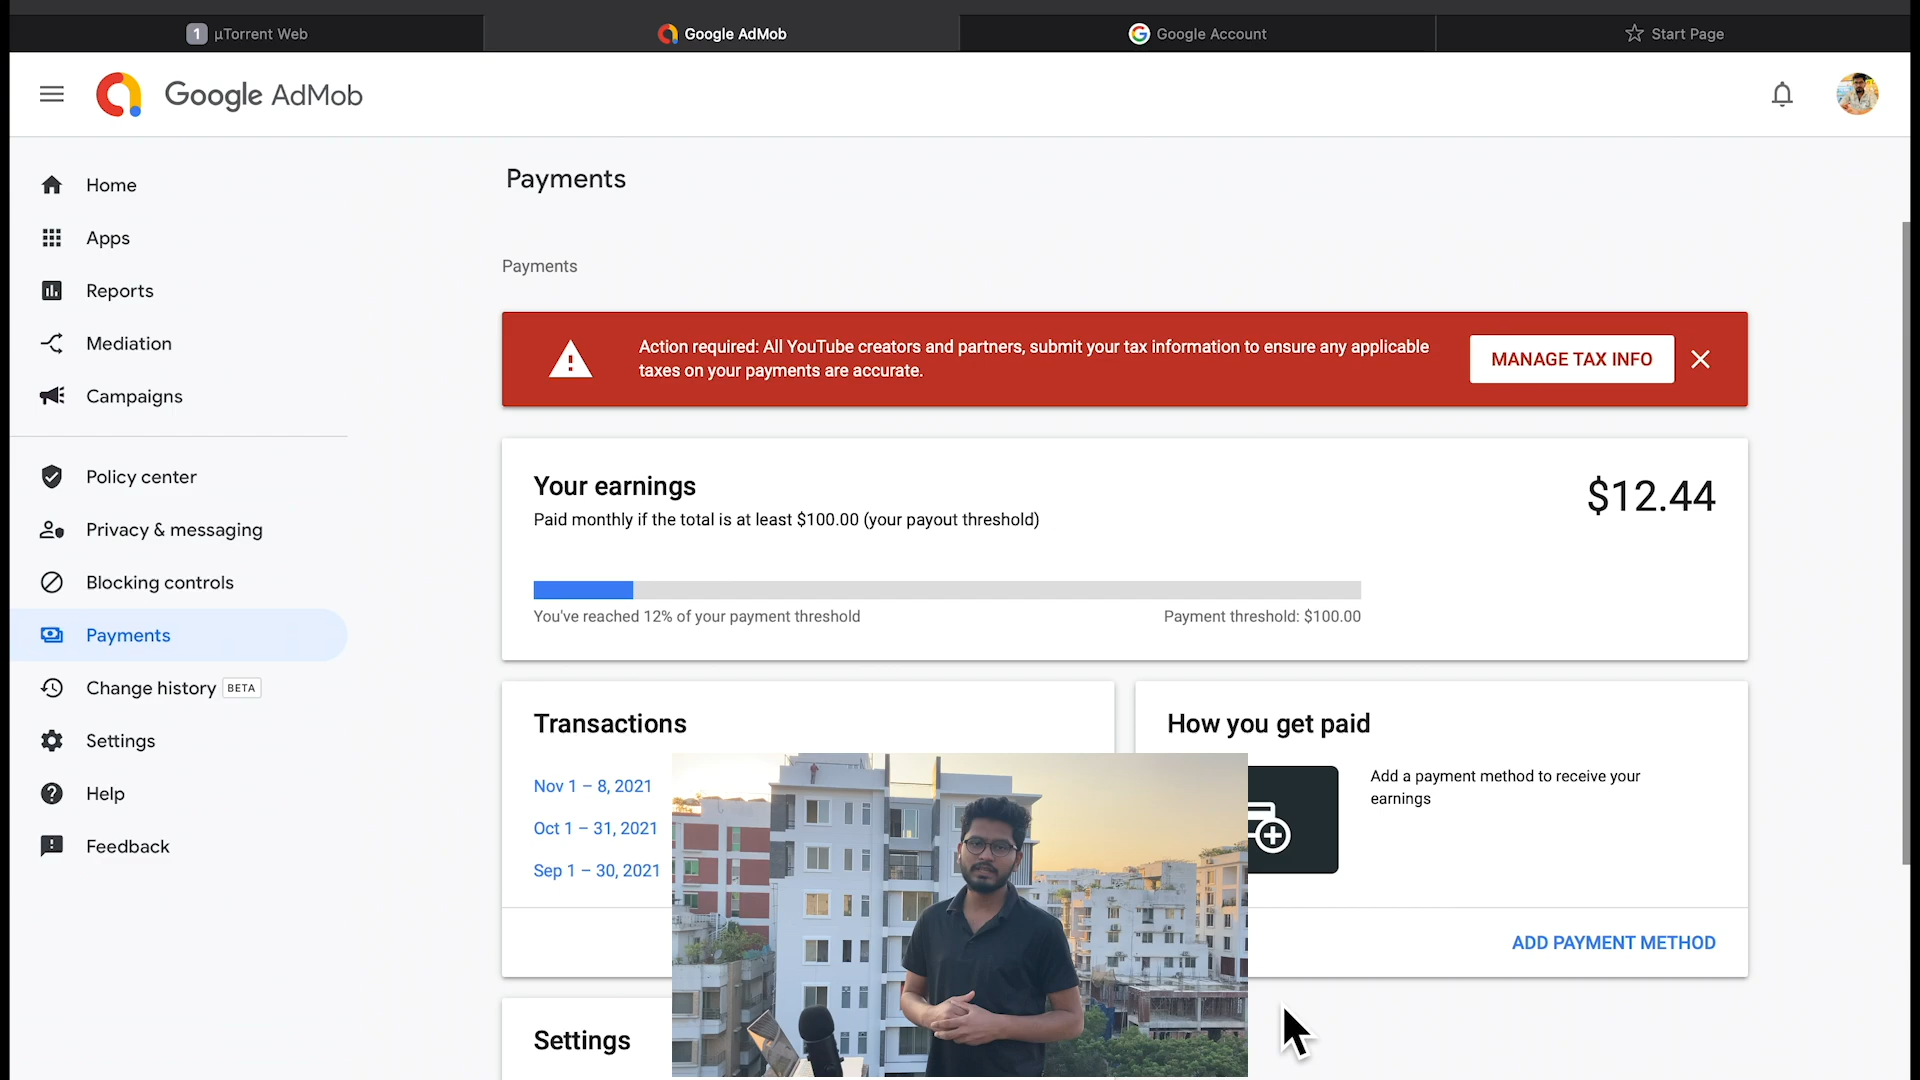 1 µTorrent Web
Google AdMob
Google Account
Start Page
Google AdMob
Home
Apps
Reports
Mediation
Campaigns
Policy center
Privacy & messaging
Blocking controls
Payments
Change history BETA
Settings
Help
Feedback
Payments
Payments
Action required: All YouTube creators and partners, submit your tax information to ensure any applicable
taxes on your payments are accurate.
MANAGE TAX INFO
Your earnings
$12.44
Paid monthly if the total is at least $100.00 (your payout threshold)
You've reached 12% of your payment threshold
Payment threshold: $100.00
Transactions
Nov 1 – 8, 2021
Oct 1 – 31, 2021
Sep 1 – 30, 2021
How you get paid
Add a payment method to receive your
earnings
ADD PAYMENT METHOD
Settings